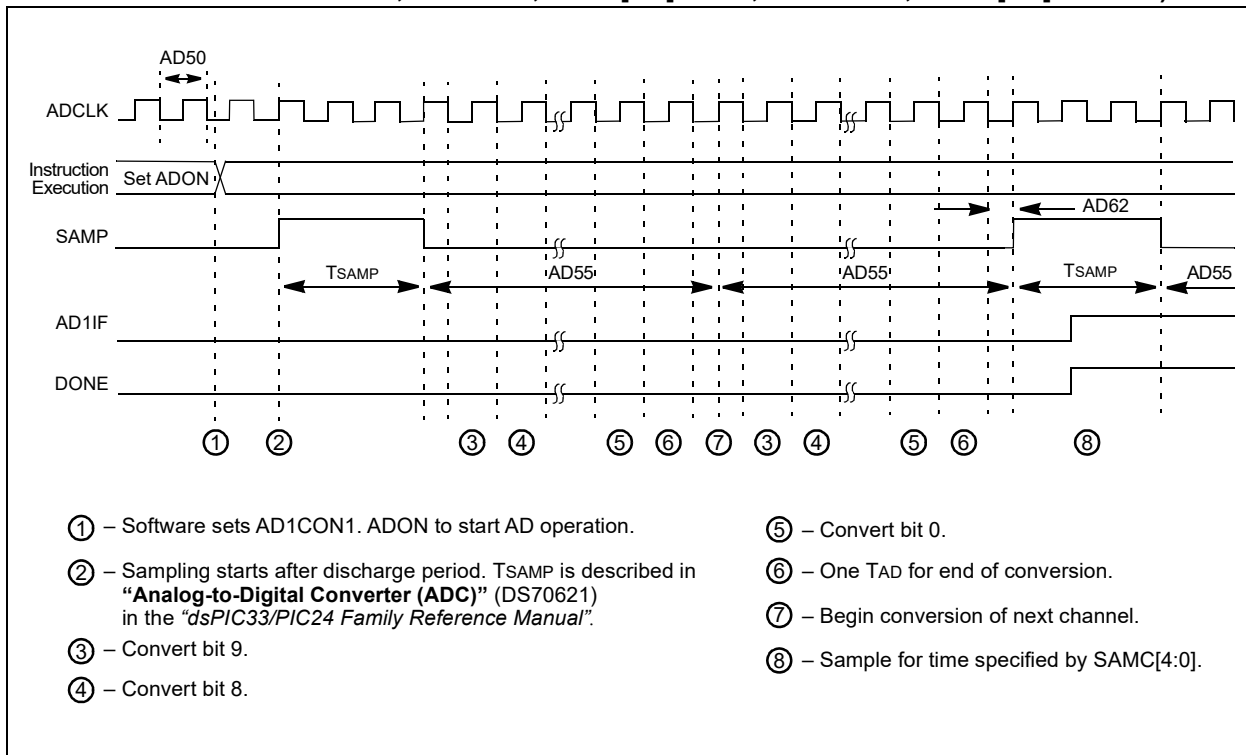 AD50
ADCLK
Instruction
Execution
Set ADON
AD62
SAMP
TSAMP
AD55
AD55
TSAMP
AD55
AD1IF
DONE
1 2 3 4 5 6 7 3 4 5 6 8
1 – Software sets AD1CON1. ADON to start AD operation.
2 – Sampling starts after discharge period. TSAMP is described in
“Analog-to-Digital Converter (ADC)” (DS70621)
in the “dsPIC33/PIC24 Family Reference Manual”.
3 – Convert bit 9.
4 – Convert bit 8.
5 – Convert bit 0.
6 – One TAD for end of conversion.
7 – Begin conversion of next channel.
8 – Sample for time specified by SAMC[4:0].